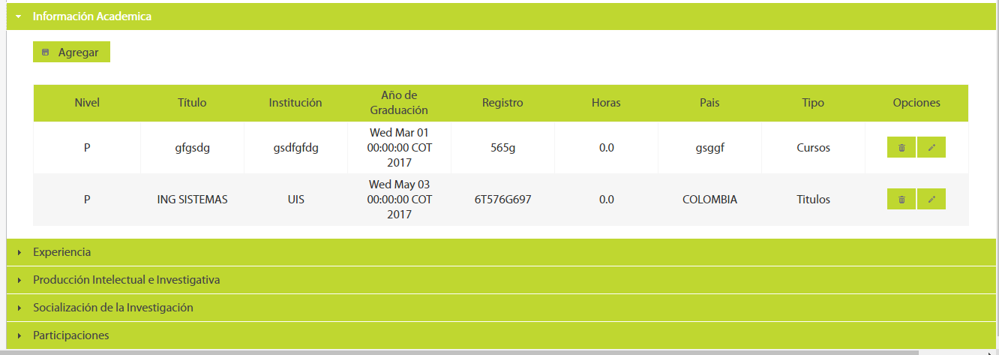 Información Academica
Agregar
Nivel Título Institución Año de Graduación Registro Horas Pais Tipo Opciones
P gfgsdg gsdfgfdg Wed Mar 01 00:00:00 COT 2017 565g 0.0 gsggf Cursos
P ING SISTEMAS UIS Wed May 03 00:00:00 COT 2017 6T576G697 0.0 COLOMBIA Titulos
Experiencia
Producción Intelectual e Investigativa
Socialización de la Investigación
Participaciones